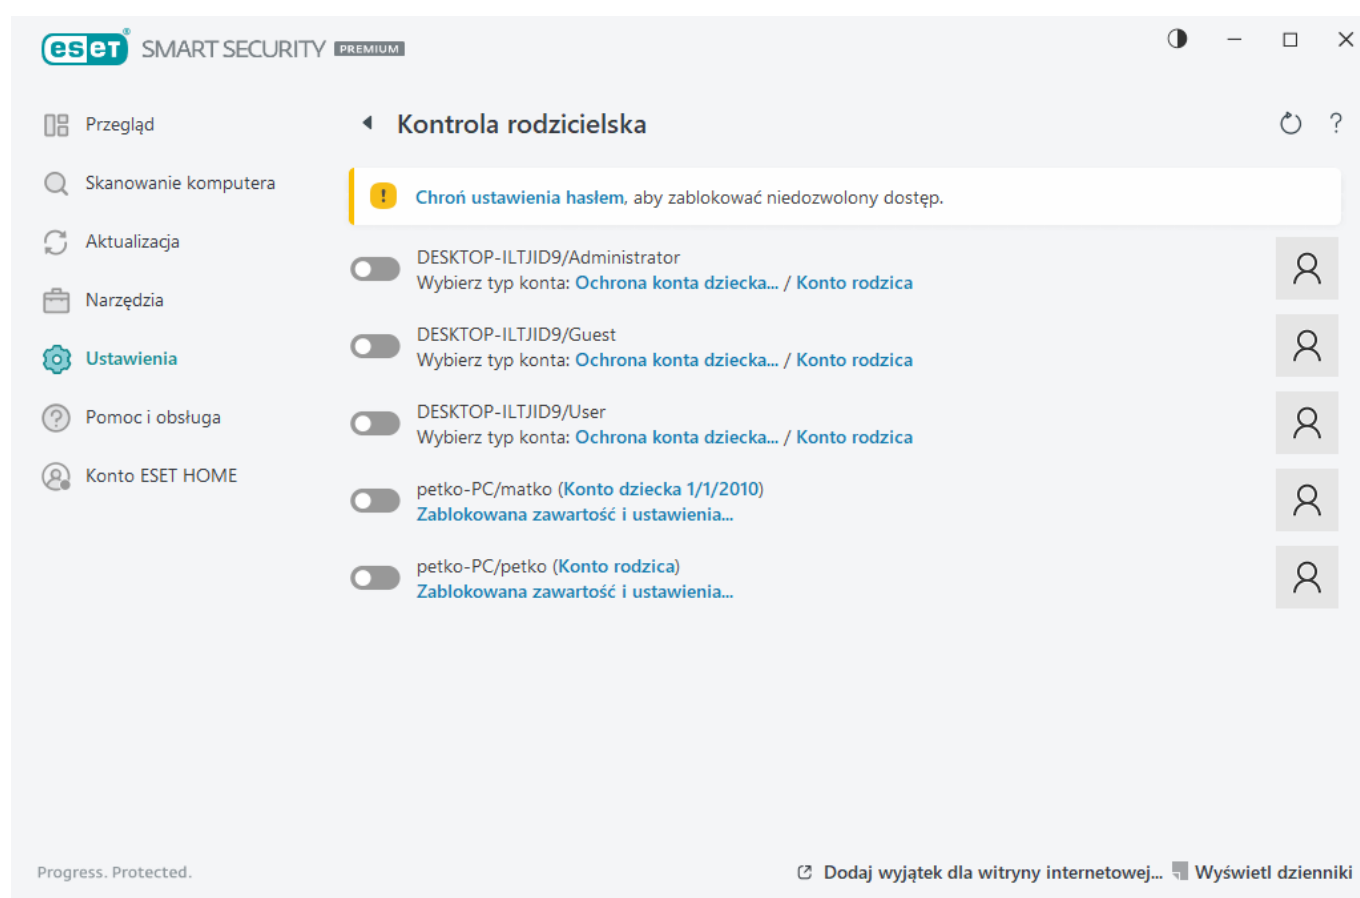 eset® SMART SECURITY PREMIUM
Przegląd
Skanowanie komputera
Aktualizacja
Narzędzia
Ustawienia
Pomoc i obsługa
Konto ESET HOME
Kontrola rodzicielska
?
Chroń ustawienia hasłem, aby zablokować niedozwolony dostęp.
DESKTOP-ILTJID9/Administrator
Wybierz typ konta: Ochrona konta dziecka... / Konto rodzica
DESKTOP-ILTJID9/Guest
Wybierz typ konta: Ochrona konta dziecka... / Konto rodzica
DESKTOP-ILTJID9/User
Wybierz typ konta: Ochrona konta dziecka... / Konto rodzica
petko-PC/matko (Konto dziecka 1/1/2010)
Zablokowana zawartość i ustawienia...
petko-PC/petko (Konto rodzica)
Zablokowana zawartość i ustawienia...
Progress. Protected.
Dodaj wyjątek dla witryny internetowej... Wyświetl dzienniki